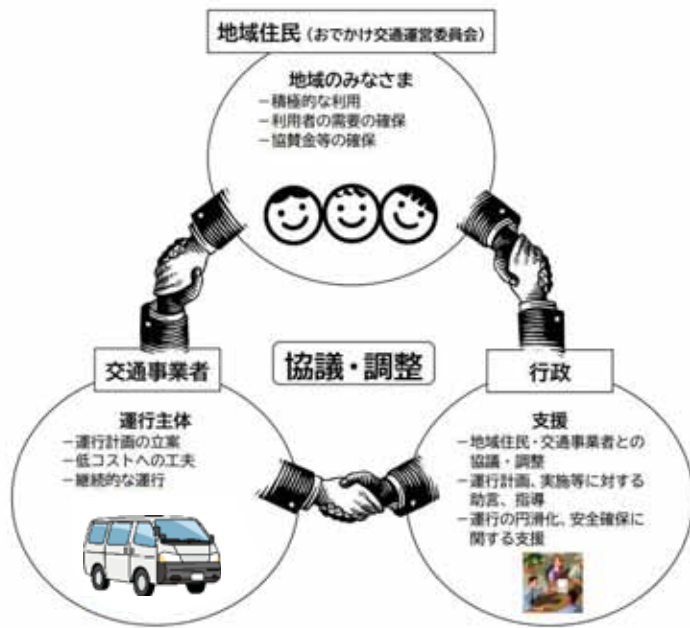 地域住民（おでかけ交通運営委員会）
地域のみなさま
－積極的な利用
－利用者の需要の確保
－協賛金等の確保
協議・調整
交通事業者
運行主体
－運行計画の立案
－低コストへの工夫
－継続的な運行
行政
支援
－地域住民・交通事業者との
協議・調整
－運行計画、実施等に対する
助言、指導
－運行の円滑化、安全確保に
関する支援